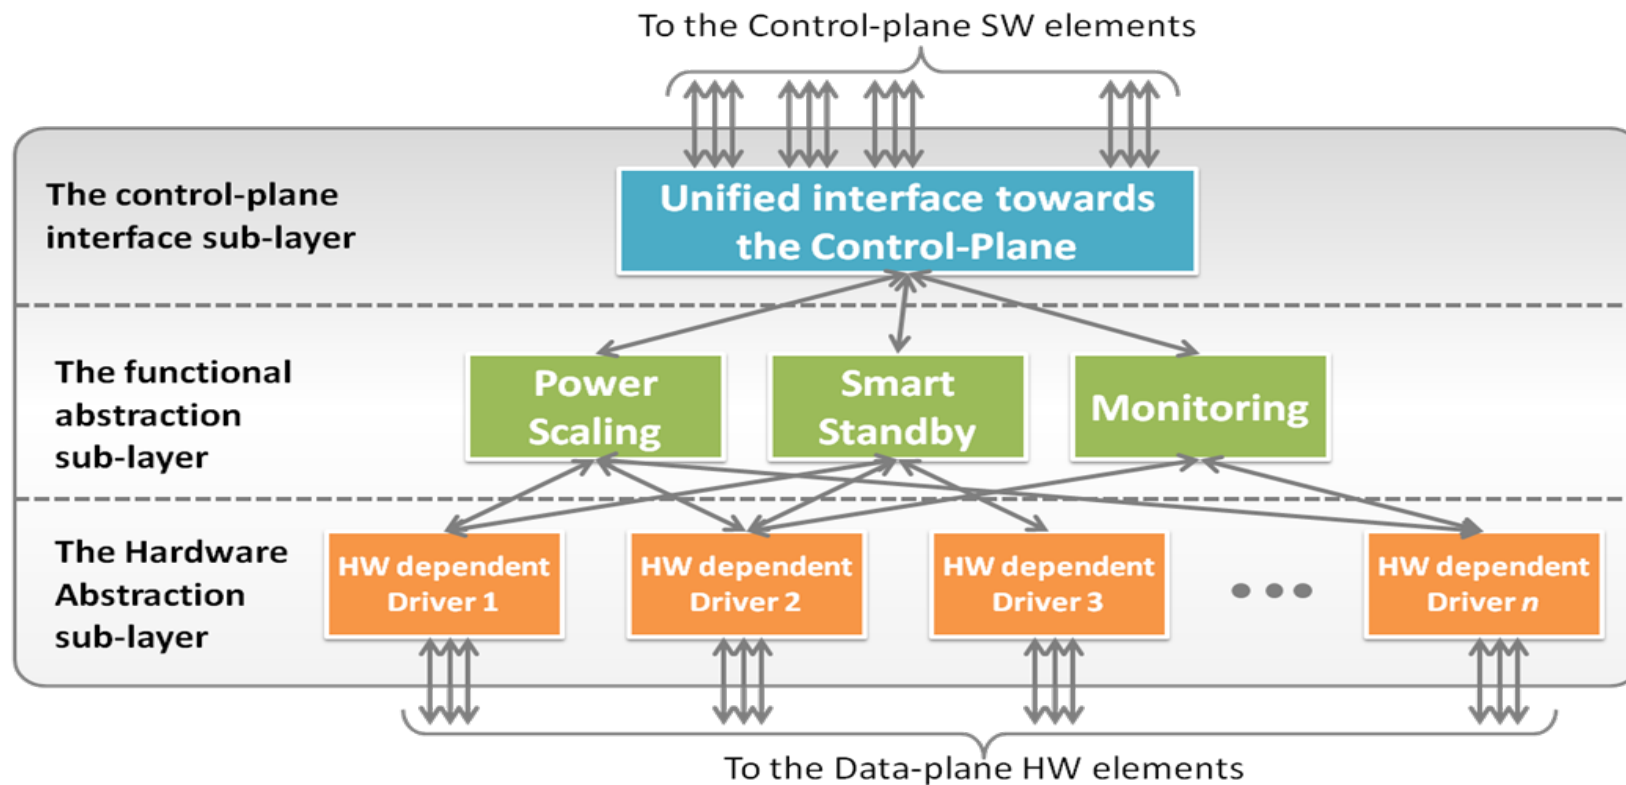 To the Control-plane SW elements
The control-plane
interface sub-layer
Unified interface towards
the Control-Plane
The functional
abstraction
sub-layer
Power
Scaling
Smart
Standby
Monitoring
The Hardware
Abstraction
sub-layer
HW dependent
Driver 1
HW dependent
Driver 2
HW dependent
Driver 3
HW dependent
Driver n
To the Data-plane HW elements